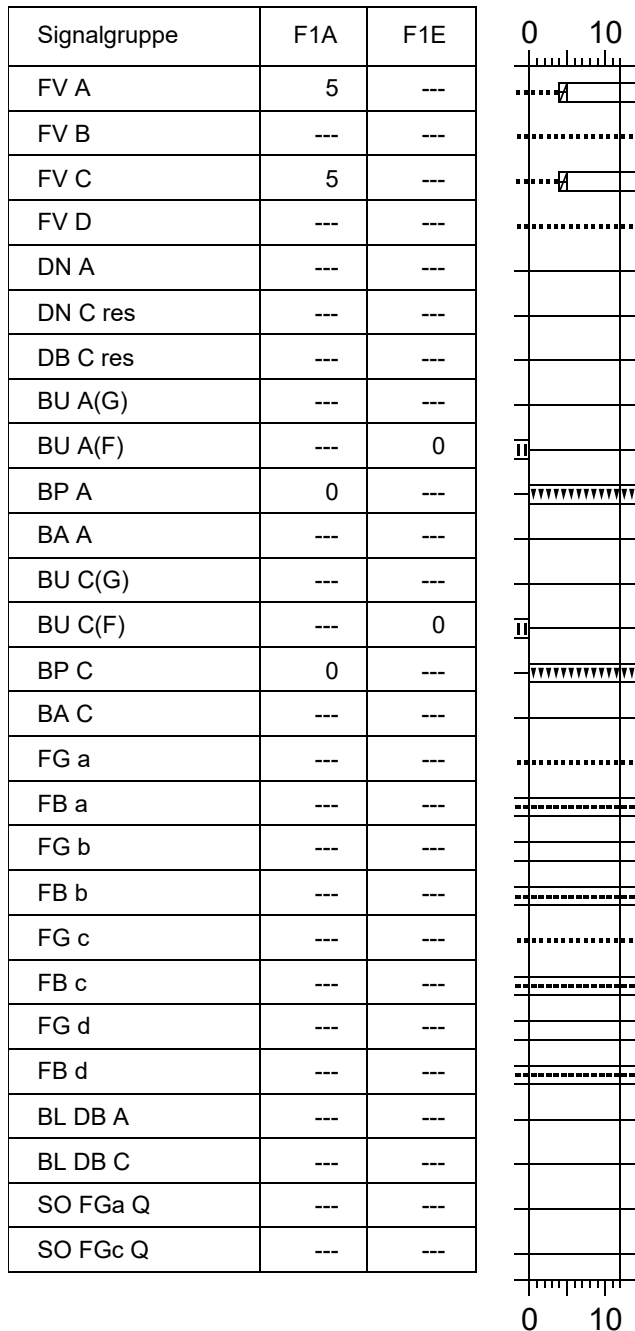 Signalgruppe F1A F1E 0 10
FV A 5 ---
FV B --- ---
FV C 5 ---
FV D --- ---
DN A --- ---
DN C res --- ---
DB C res --- ---
BU A(G) --- ---
BU A(F) --- 0
BP A 0 ---
BA A --- ---
BU C(G) --- ---
BU C(F) --- 0
BP C 0 ---
BA C --- ---
FG a --- ---
FB a --- ---
FG b --- ---
FB b --- ---
FG c --- ---
FB c --- ---
FG d --- ---
FB d --- ---
BL DB A --- ---
BL DB C --- ---
SO FGa Q --- ---
SO FGc Q --- ---
0 10